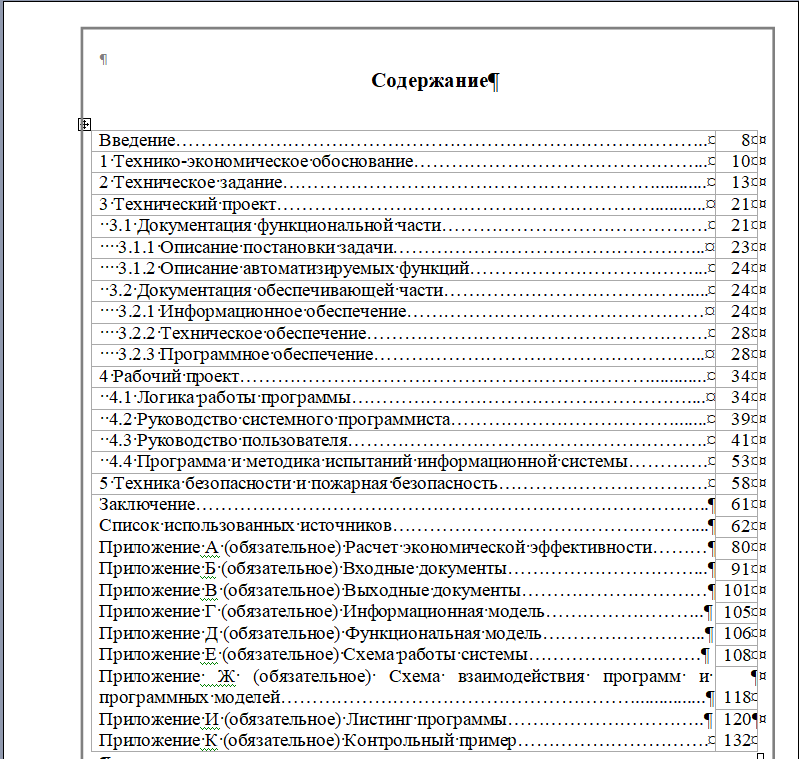 Содержание
Введение 8
1 Технико-экономическое обоснование 10
2 Техническое задание 13
3 Технический проект 21
3.1 Документация функциональной части 21
3.1.1 Описание постановки задачи 23
3.1.2 Описание автоматизируемых функций 24
3.2 Документация обеспечивающей части 24
3.2.1 Информационное обеспечение 24
3.2.2 Техническое обеспечение 28
3.2.3 Программное обеспечение 28
4 Рабочий проект 34
4.1 Логика работы программы 34
4.2 Руководство системного программиста 39
4.3 Руководство пользователя 41
4.4 Программа и методика испытаний информационной системы 53
5 Техника безопасности и пожарная безопасность 58
Заключение 61
Список использованных источников 62
Приложение А (обязательное) Расчет экономической эффективности 80
Приложение Б (обязательное) Входные документы 91
Приложение В (обязательное) Выходные документы 101
Приложение Г (обязательное) Информационная модель 105
Приложение Д (обязательное) Функциональная модель 106
Приложение Е (обязательное) Схема работы системы 108
Приложение Ж (обязательное) Схема взаимодействия программ и
программных моделей 118
Приложение И (обязательное) Листинг программы 120
Приложение К (обязательное) Контрольный пример 132